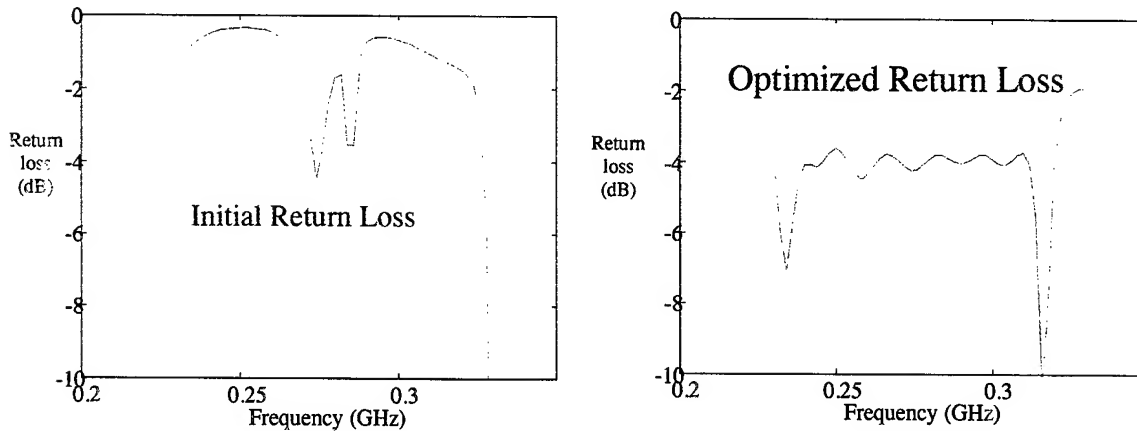 0
-2
Return
loss
(dE)
-4
Initial Return Loss
-6
-8
-10
0.2
0.25
0.3
Frequency (GHz)
0
-2
Optimized Return Loss
Return
loss
(dB)
-4
-6
-8
-10
0.2
0.25
0.3
Frequency (GHz)